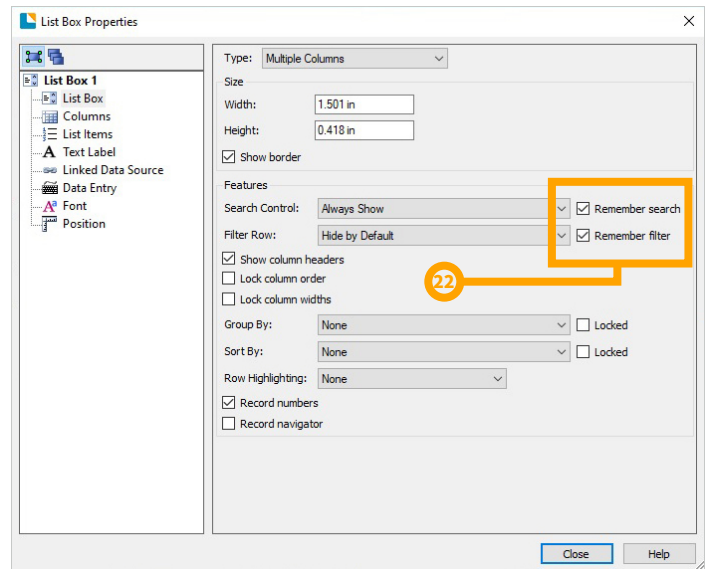 List Box Properties
List Box 1
List Box
Columns
List Items
Text Label
Linked Data Source
Data Entry
Font
Position
Type: Multiple Columns
Size
Width: 1.501 in
Height: 0.418 in
Show border
Features
Search Control: Always Show Remember search
Filter Row: Hide by Default Remember filter
Show column headers
Lock column order
22
Lock column widths
Group By: None Locked
Sort By: None Locked
Row Highlighting: None
Record numbers
Record navigator
Close Help